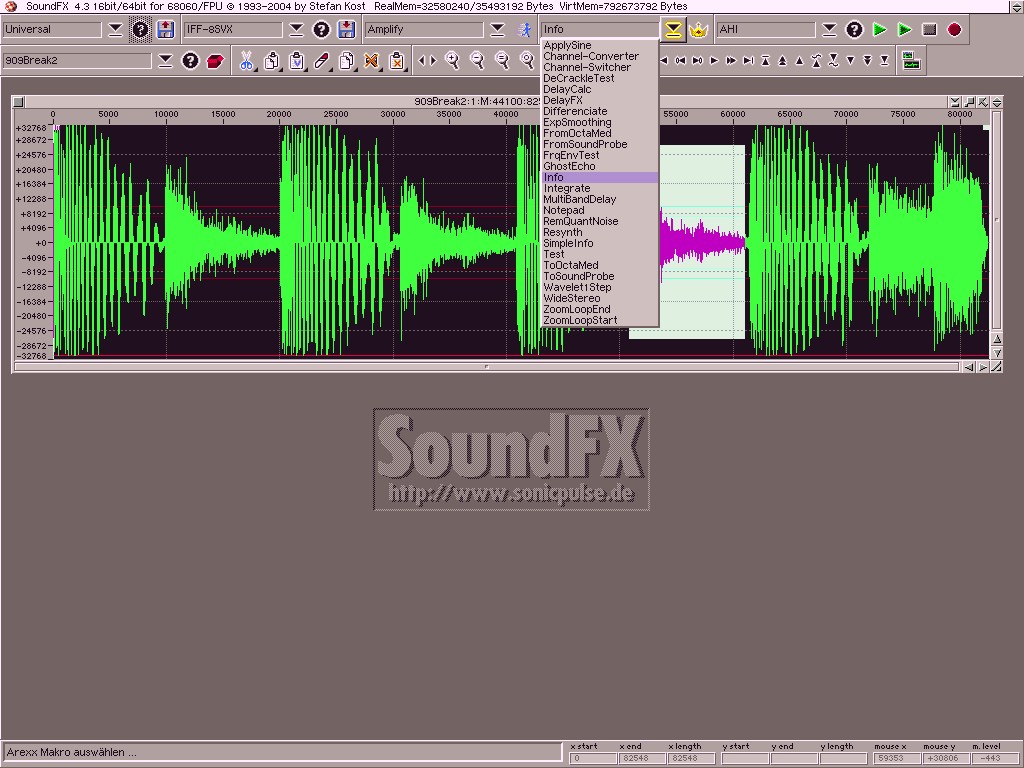 SoundFX 4.3 16bit/64bit for 68060/FPU © 1993-2004 by Stefan Kost RealMem=32580240/35493192 Bytes VirtMem=792673792 Bytes
Universal IFF-8SVX Amplify Info AHI
909Break2
ApplySine
Channel-Converter
Channel-Switcher
DeCrackleTest
DelayCalc
DelayFX
Differenciate
ExpSmoothing
FromOctaMed
FromSoundProbe
FrqEnvTest
GhostEcho
Info
Integrate
MultiBandDelay
Notepad
RemQuantNoise
Resynth
SimpleInfo
Test
ToOctaMed
ToSoundProbe
Wavelet1Step
WideStereo
ZoomLoopEnd
ZoomLoopStart
909Break2:1:M:44100:825
0 5000 10000 15000 20000 25000 30000 35000 40000 55000 60000 65000 70000 75000 80000
+32768
+28672
+24576
+20480
+16384
+12288
+8192
+4096
+0
-4096
-8192
-12288
-16384
-20480
-24576
-28672
-32768
SoundFX
http://www.sonicpulse.de
Arexx Makro auswählen ...
x start x end x length y start y end y length mouse x mouse y m. level
0 82548 82548 59353 +30806 -443